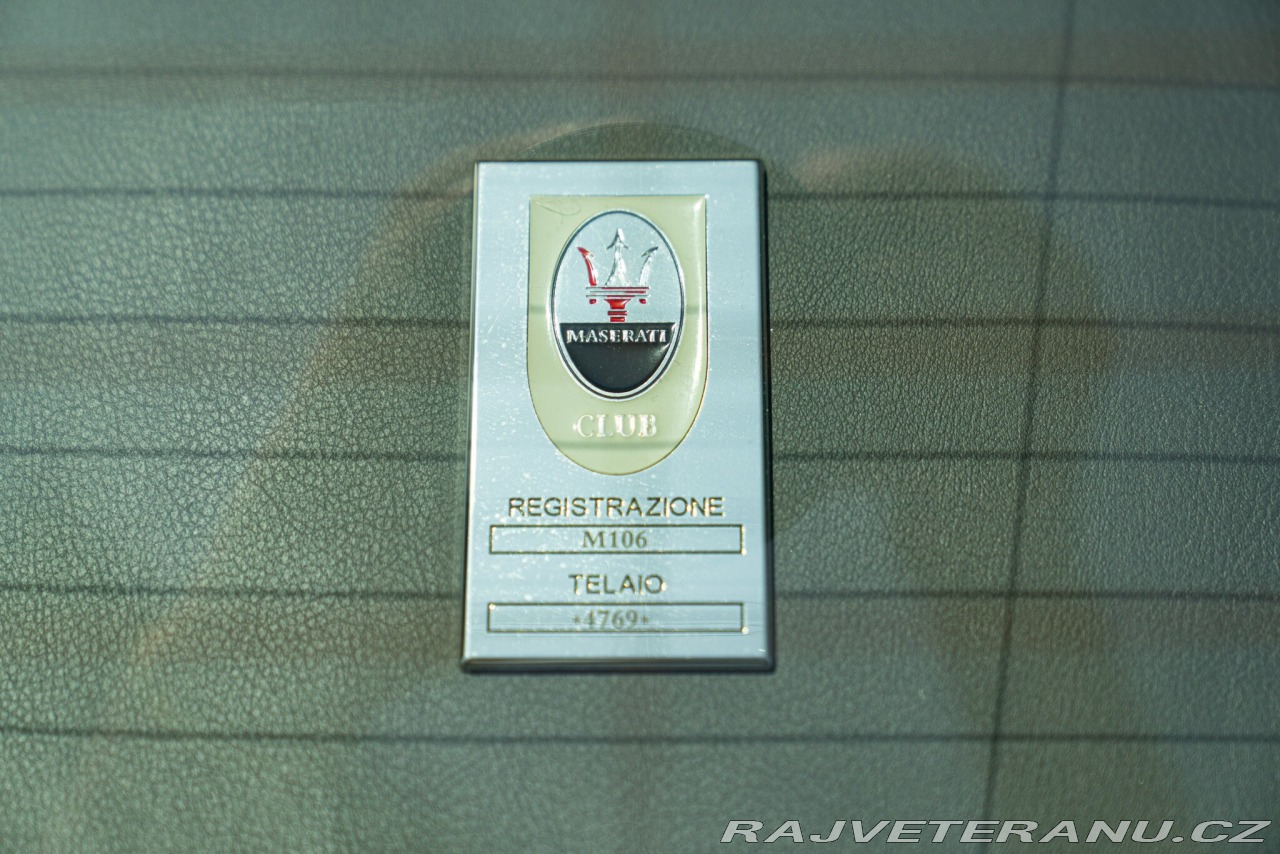 MASERATI
CLUB
REGISTRAZIONE
M106
TELAIO
*4769*
RAJVETERANU.CZ